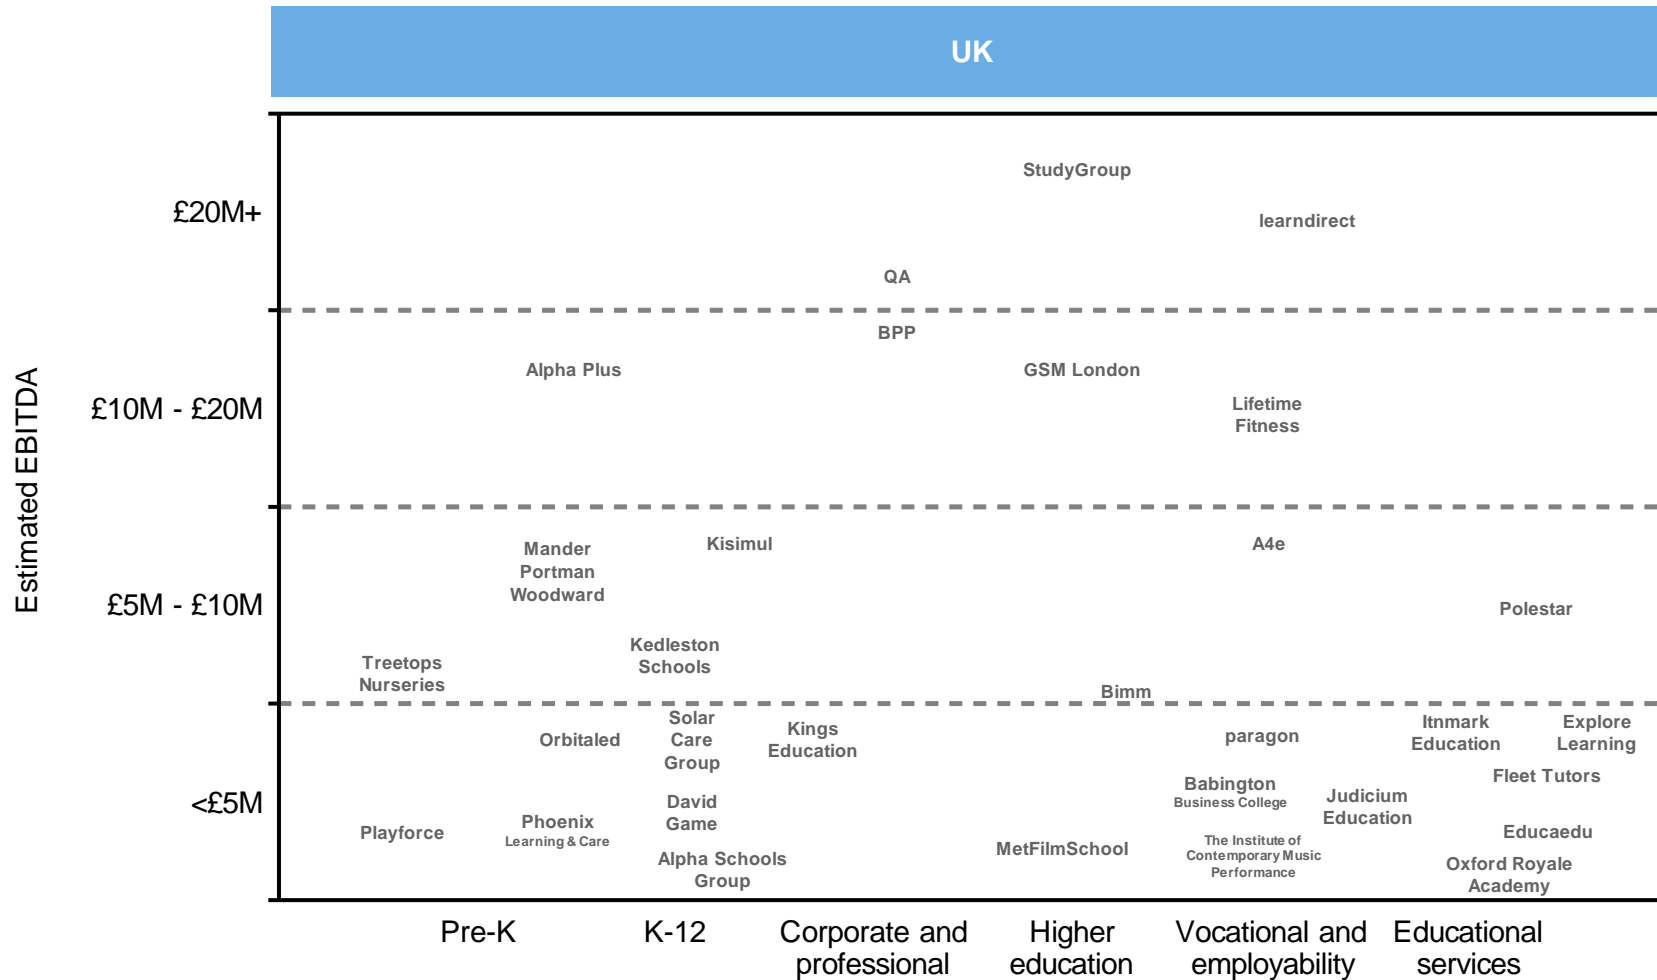 UK
Estimated EBITDA
£20M+
StudyGroup
learndirect
QA
£10M - £20M
BPP
Alpha Plus
GSM London
Lifetime
Fitness
£5M - £10M
Mander
Portman
Woodward
Kisimul
A4e
Polestar
Kedleston
Schools
Treetops
Nurseries
Bimm
<£5M
Orbitaled
Solar
Care
Group
Kings
Education
paragon
Itnmark
Education
Explore
Learning
Fleet Tutors
Babington
Business College
Judicium
Education
David
Game
Playforce
Phoenix
Learning & Care
Educaedu
Alpha Schools
Group
MetFilmSchool
The Institute of
Contemporary Music
Performance
Oxford Royale
Academy
Pre-K
K-12
Corporate and
professional
Higher
education
Vocational and
employability
Educational
services